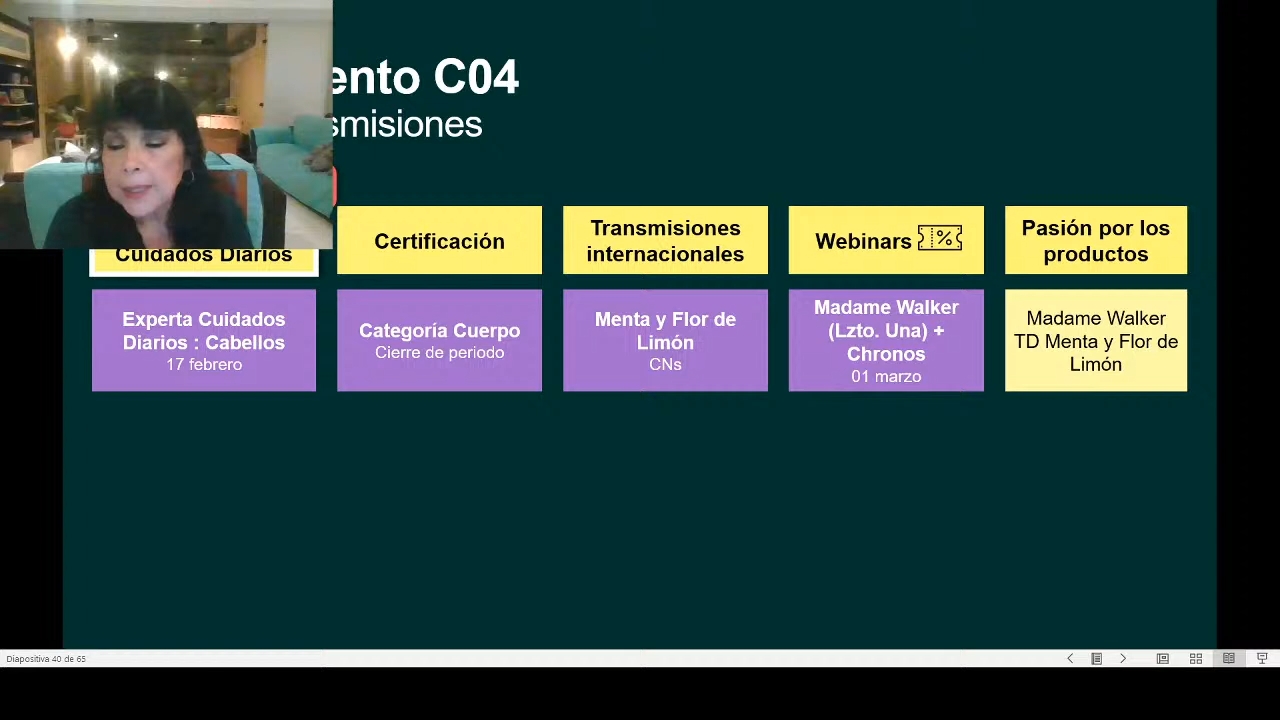 ento C04
smisiones
Cuidados Diarios
Certificación
Transmisiones
internacionales
Webinars %
Pasión por los
productos
Experta Cuidados
Diarios : Cabellos
17 febrero
Categoría Cuerpo
Cierre de periodo
Menta y Flor de
Limón
CNs
Madame Walker
(Lzto. Una) +
Chronos
01 marzo
Madame Walker
TD Menta y Flor de
Limón
Diapositiva 40 de 65